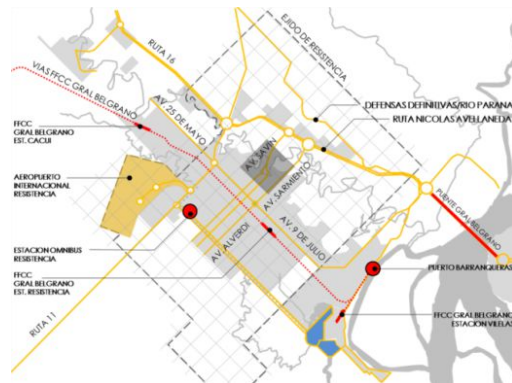 RUTA 16
EJIDO DE RESISTENCIA
VIAS FFCC GRAL BELGRANO
AV. 25 DE MAYO
DEFENSAS DEFINITIVAS/RIO PARANA
RUTA NICOLAS AVELLANEDA
FFCC
GRAL BELGRANO
EST. CACUI
AV. SAVIN
AV. SARMIENTO
AEROPUERTO
INTERNACIONAL
RESISTENCIA
PUENTE GRAL BELGRANO
AV. 9 DE JULIO
AV. ALVERDI
ESTACION OMNIBUS
RESISTENCIA
PUERTO BARRANQUERAS
FFCC
GRAL BELGRANO
EST. RESISTENCIA
FFCC GRAL BELGRANO
ESTACION VILELAS
RUTA 11